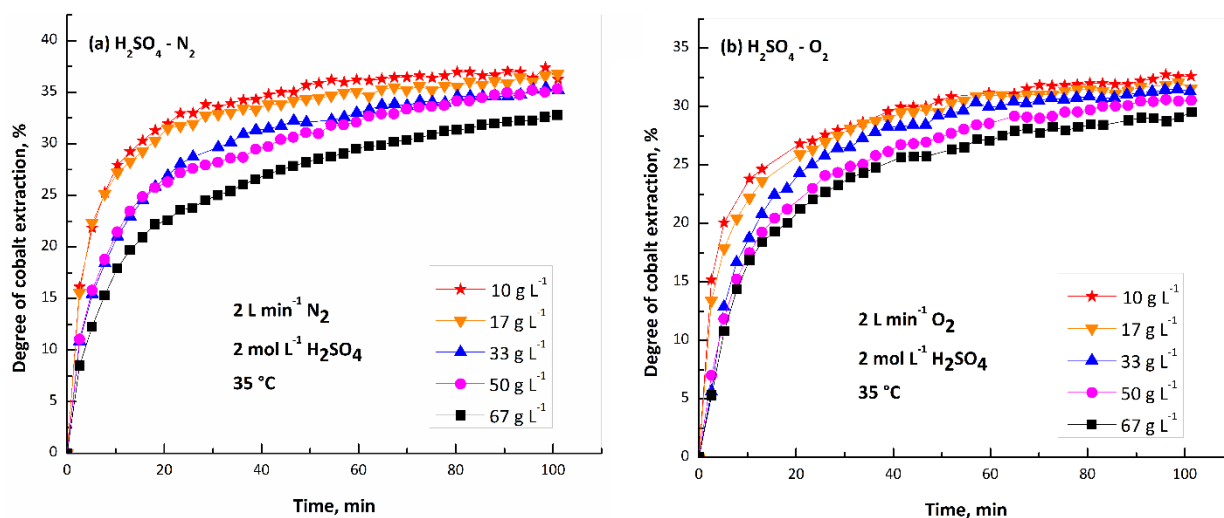 (a) H₂SO₄ - N₂
Degree of cobalt extraction, %
40
35
30
25
20
15
10
5
0
2 L min⁻¹ N₂
2 mol L⁻¹ H₂SO₄
35 °C
10 g L⁻¹
17 g L⁻¹
33 g L⁻¹
50 g L⁻¹
67 g L⁻¹
0 20 40 60 80 100
Time, min
(b) H₂SO₄ - O₂
Degree of cobalt extraction, %
35
30
25
20
15
10
5
0
2 L min⁻¹ O₂
2 mol L⁻¹ H₂SO₄
35 °C
10 g L⁻¹
17 g L⁻¹
33 g L⁻¹
50 g L⁻¹
67 g L⁻¹
0 20 40 60 80 100
Time, min